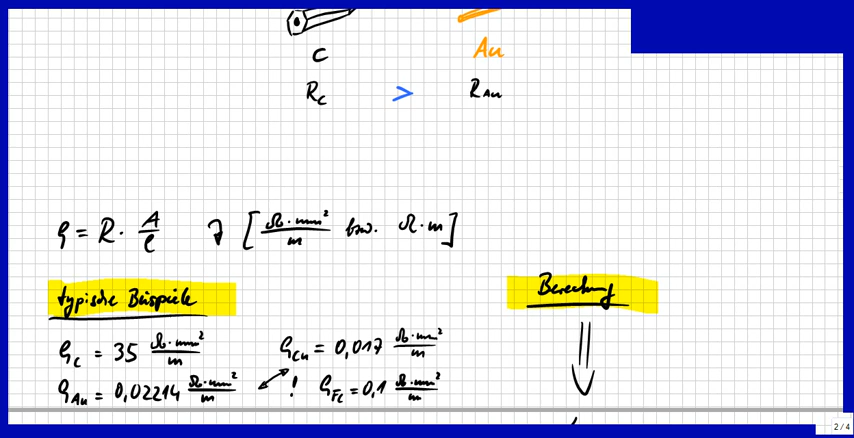 C Au
R_C > R_Au
ρ = R · A/l [Ω·mm²/m bzw. Ω·m]
typische Beispiele
Berechnung
ρ_C = 35 Ω·mm²/m ρ_Cu = 0,017 Ω·mm²/m
ρ_Au = 0,02214 Ω·mm²/m ! ρ_Fe = 0,1 Ω·mm²/m
2 / 4